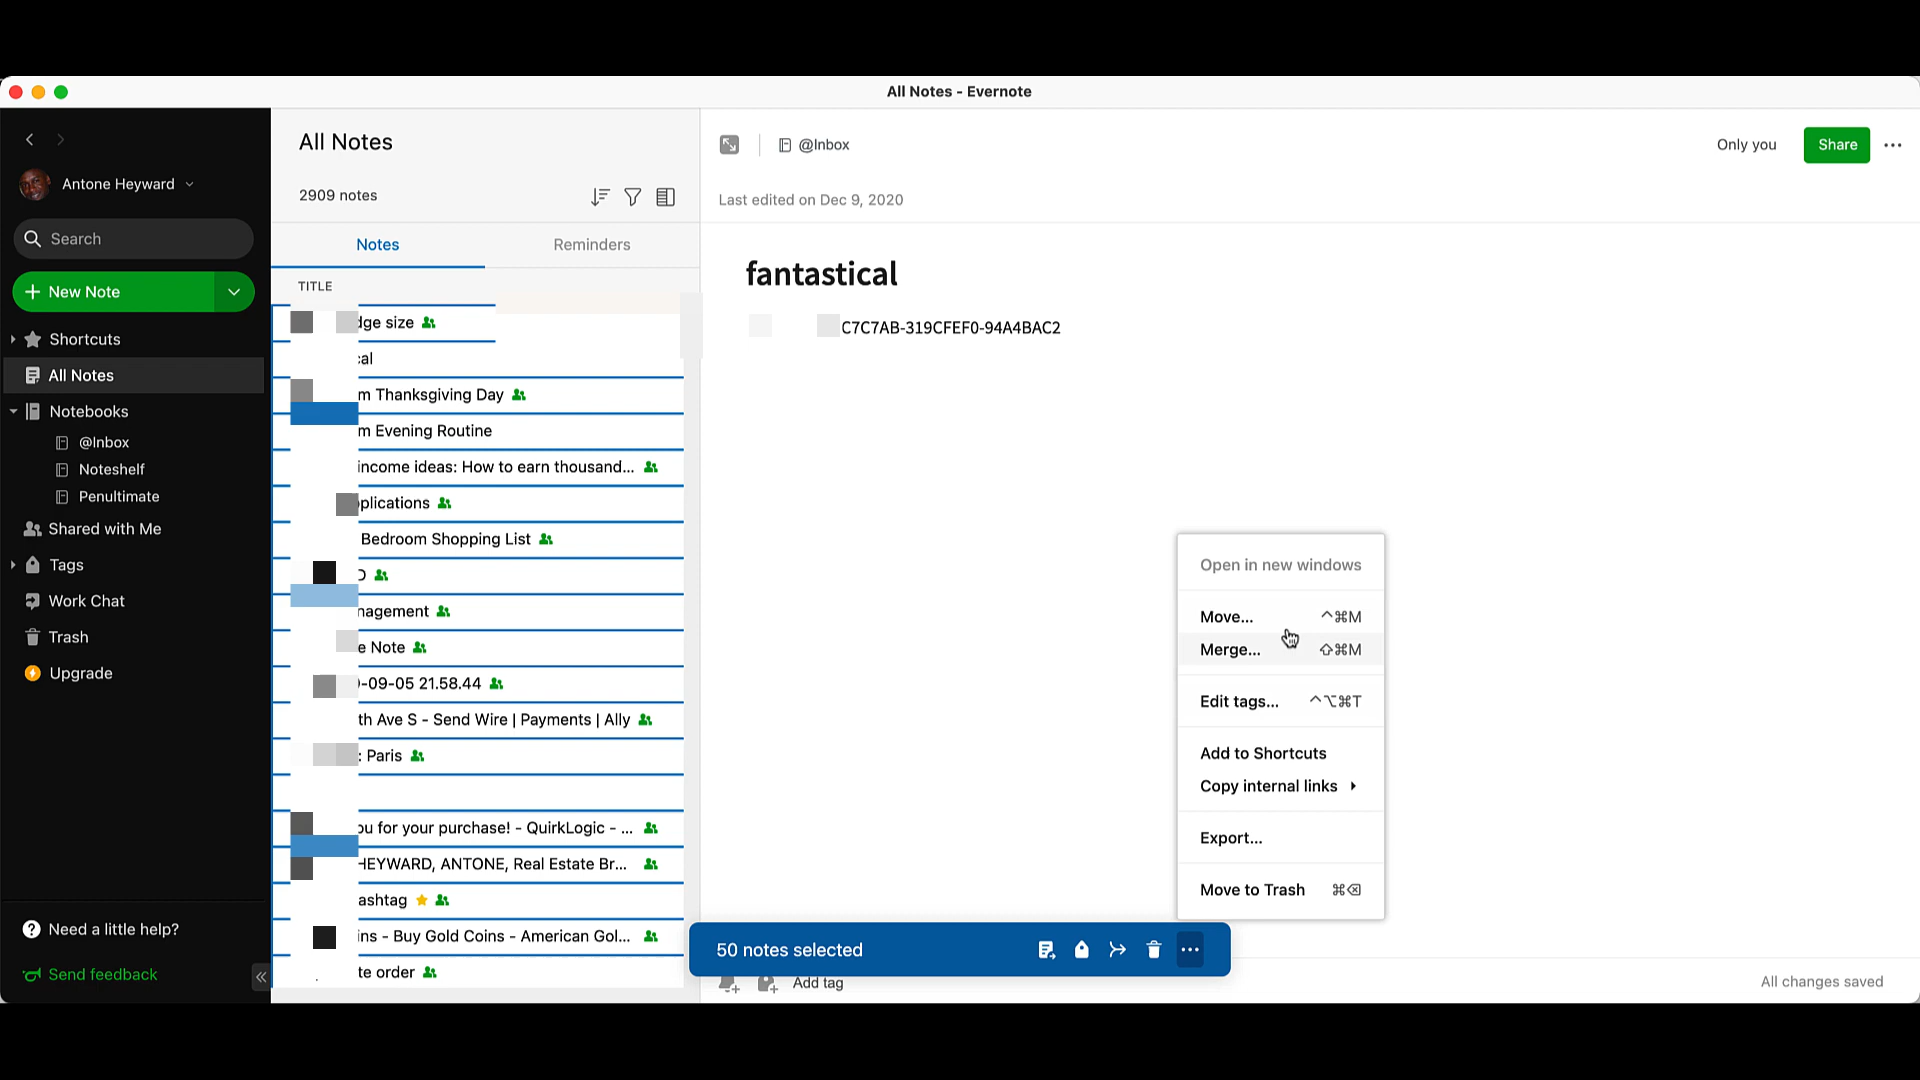 All Notes - Evernote
Antone Heyward
Search
New Note
Shortcuts
All Notes
Notebooks
@Inbox
Noteshelf
Penultimate
Shared with Me
Tags
Work Chat
Trash
Upgrade
Need a little help?
Send feedback
All Notes
2909 notes
Notes
Reminders
TITLE
dge size
cal
m Thanksgiving Day
m Evening Routine
income ideas: How to earn thousand...
plications
Bedroom Shopping List
nagement
e Note
-09-05 21.58.44
th Ave S - Send Wire | Payments | Ally
: Paris
ou for your purchase! - QuirkLogic - ...
HEYWARD, ANTONE, Real Estate Br...
ashtag
ins - Buy Gold Coins - American Gol...
te order
@Inbox
Only you
Share
Last edited on Dec 9, 2020
fantastical
C7C7AB-319CFEF0-94A4BAC2
Open in new windows
Move... ^⌘M
Merge... ⇧⌘M
Edit tags... ^⌥⌘T
Add to Shortcuts
Copy internal links
Export...
Move to Trash ⌘⌫
50 notes selected
Add tag
All changes saved